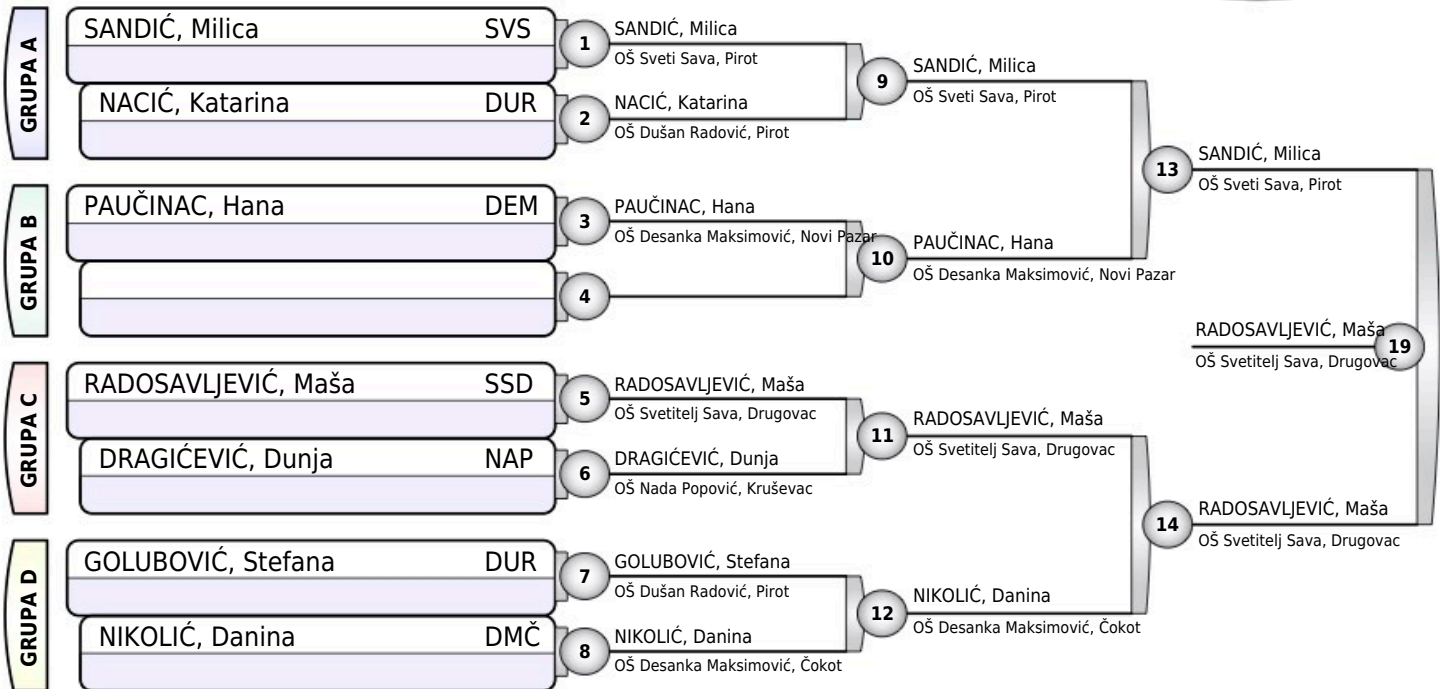 GRUPA A
SANDIĆ, Milica SVS
NACIĆ, Katarina DUR
GRUPA B
PAUČINAC, Hana DEM
GRUPA C
RADOSAVLJEVIĆ, Maša SSD
DRAGIĆEVIĆ, Dunja NAP
GRUPA D
GOLUBOVIĆ, Stefana DUR
NIKOLIĆ, Danina DMČ
1 SANDIĆ, Milica
OŠ Sveti Sava, Pirot
2 NACIĆ, Katarina
OŠ Dušan Radović, Pirot
3 PAUČINAC, Hana
OŠ Desanka Maksimović, Novi Pazar
4
5 RADOSAVLJEVIĆ, Maša
OŠ Svetitelj Sava, Drugovac
6 DRAGIĆEVIĆ, Dunja
OŠ Nada Popović, Kruševac
7 GOLUBOVIĆ, Stefana
OŠ Dušan Radović, Pirot
8 NIKOLIĆ, Danina
OŠ Desanka Maksimović, Čokot
9 SANDIĆ, Milica
OŠ Sveti Sava, Pirot
10 PAUČINAC, Hana
OŠ Desanka Maksimović, Novi Pazar
11 RADOSAVLJEVIĆ, Maša
OŠ Svetitelj Sava, Drugovac
12 NIKOLIĆ, Danina
OŠ Desanka Maksimović, Čokot
13 SANDIĆ, Milica
OŠ Sveti Sava, Pirot
14 RADOSAVLJEVIĆ, Maša
OŠ Svetitelj Sava, Drugovac
RADOSAVLJEVIĆ, Maša 19
OŠ Svetitelj Sava, Drugovac